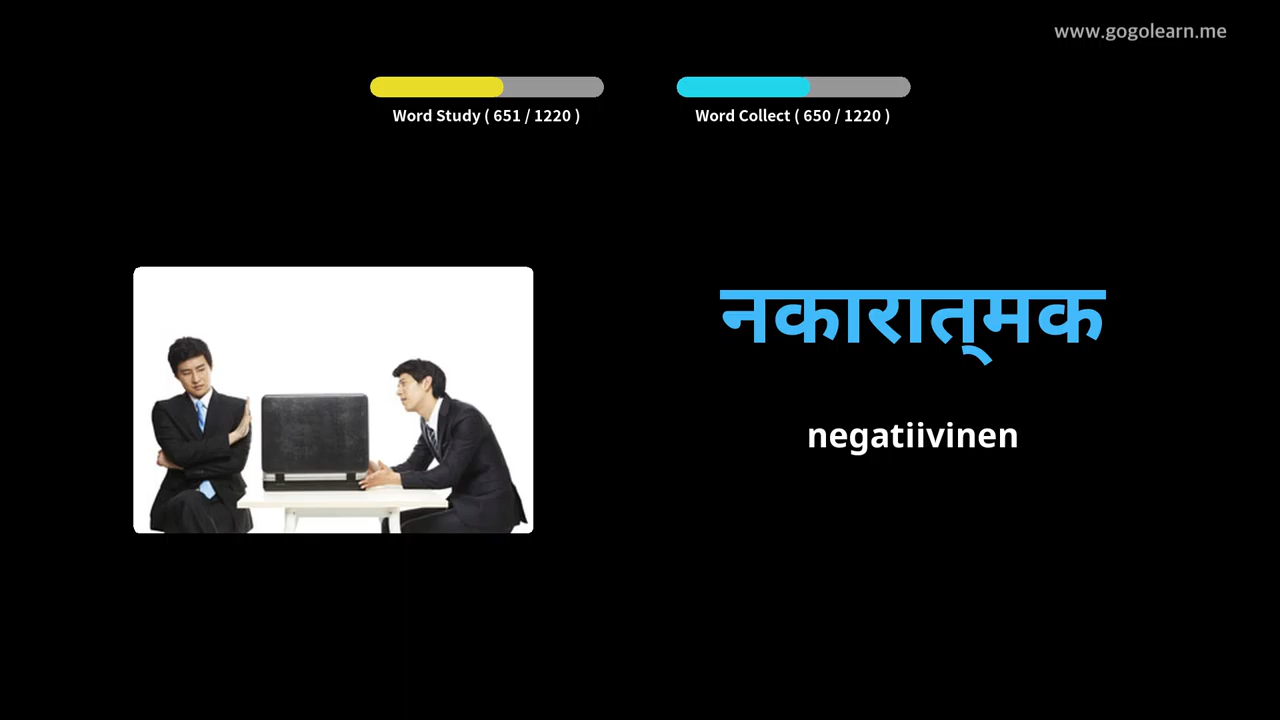 www.gogolearn.me
Word Study ( 651 / 1220 )
Word Collect ( 650 / 1220 )
नकारात्मक
negatiivinen